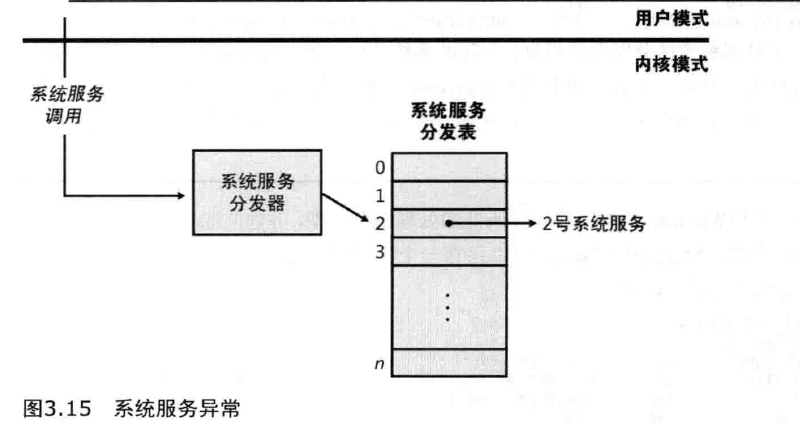 用户模式
内核模式
系统服务
调用
系统服务
分发表
系统服务
分发器
0
1
2
3
n
2号系统服务
图3.15 系统服务异常